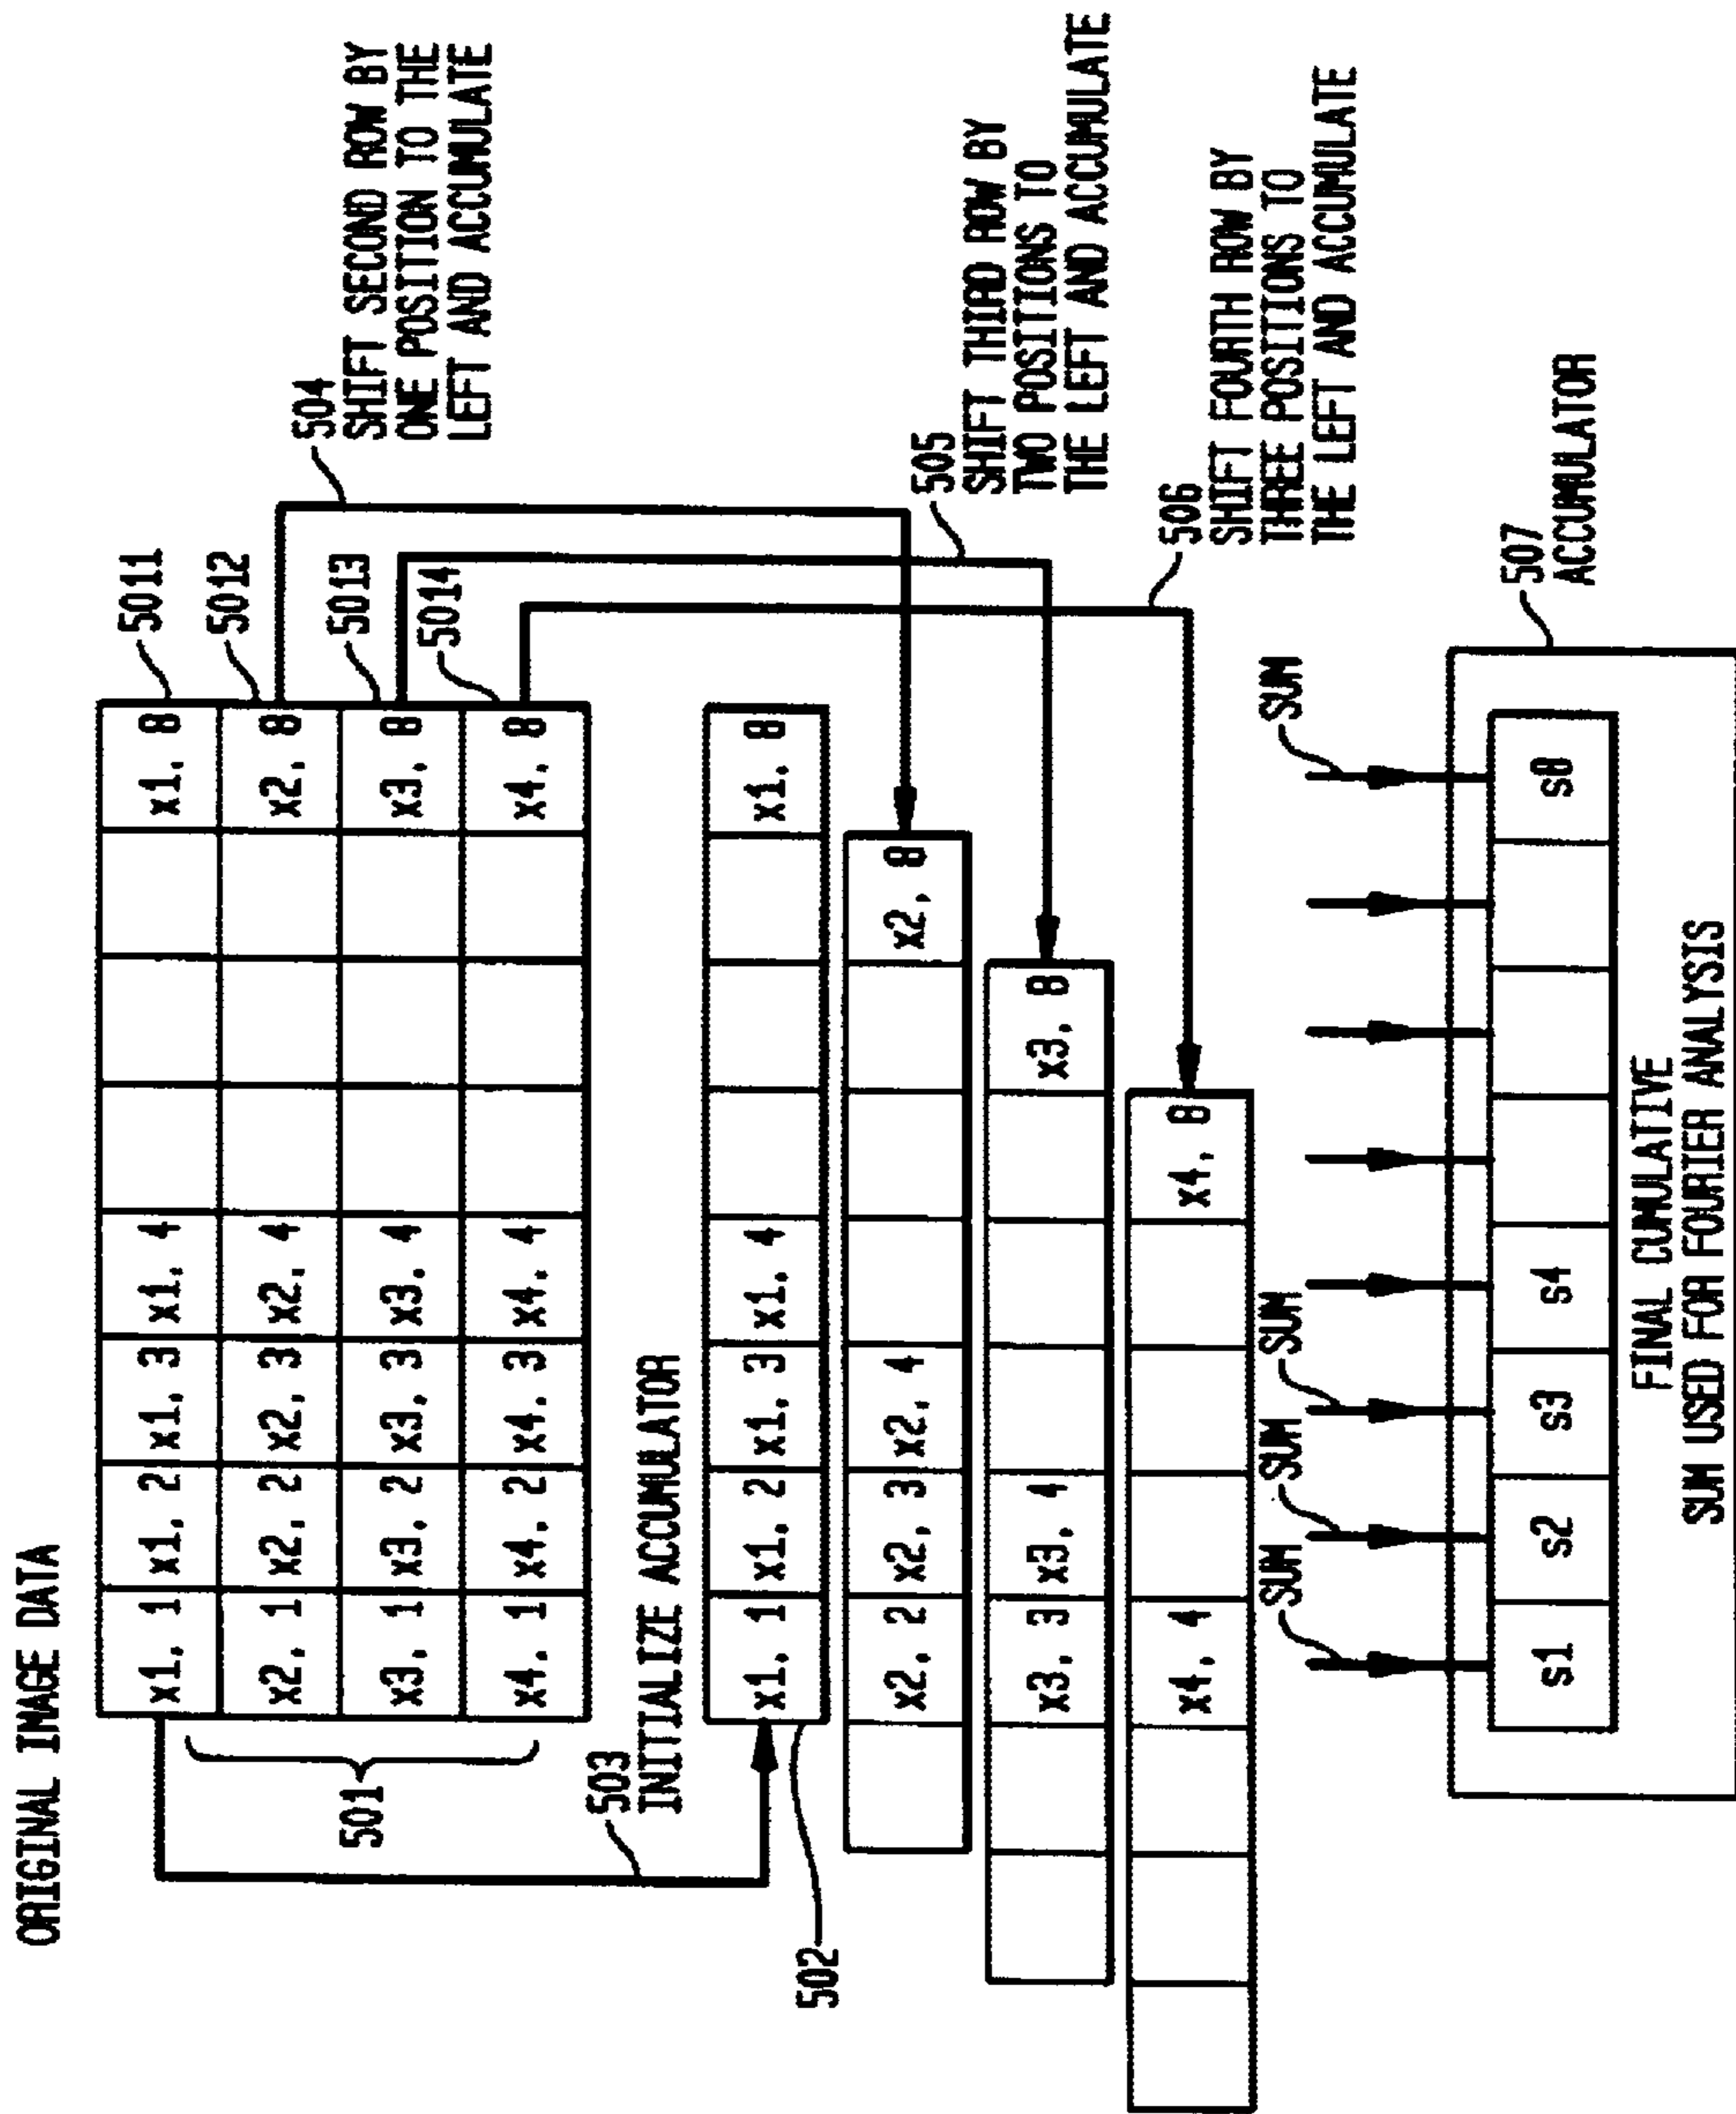 ORIGINAL IMAGE DATA
x1, 1 x1, 2 x1, 3 x1, 4 x1, 8
x2, 1 x2, 2 x2, 3 x2, 4 x2, 8
x3, 1 x3, 2 x3, 3 x3, 4 x3, 8
x4, 1 x4, 2 x4, 3 x4, 4 x4, 8
5011
5012
5013
5014
501
504
SHIFT SECOND ROW BY
ONE POSITION TO THE
LEFT AND ACCUMULATE
503
INITIALIZE ACCUMULATOR
502
x1, 1 x1, 2 x1, 3 x1, 4 x1, 8
x2, 2 x2, 3 x2, 4 x2, 8
x3, 3 x3, 4 x3, 8
x4, 4 x4, 8
505
SHIFT THIRD ROW BY
TWO POSITIONS TO
THE LEFT AND ACCUMULATE
506
SHIFT FOURTH ROW BY
THREE POSITIONS TO
THE LEFT AND ACCUMULATE
SUM SUM SUM SUM
507
ACCUMULATOR
s1 s2 s3 s4 s8
FINAL CUMULATIVE
SUM USED FOR FOURIER ANALYSIS